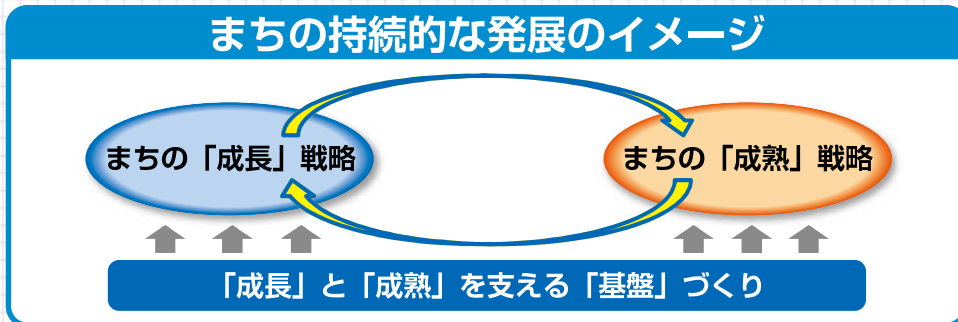 まちの持続的な発展のイメージ
まちの「成長」戦略
まちの「成熟」戦略
「成長」と「成熟」を支える「基盤」づくり